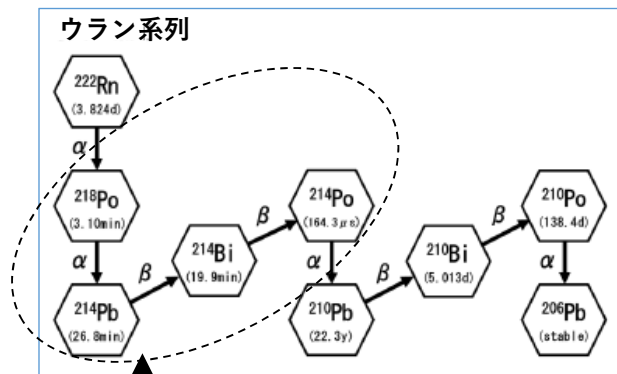 ウラン系列
²²²Rn
(3.824d)
α
²¹⁸Po
(3.10min)
α
²¹⁴Pb
(26.8min)
β
²¹⁴Bi
(19.9min)
β
²¹⁴Po
(164.3μs)
α
²¹⁰Pb
(22.3y)
β
²¹⁰Bi
(5.013d)
β
²¹⁰Po
(138.4d)
α
²⁰⁶Pb
(stable)